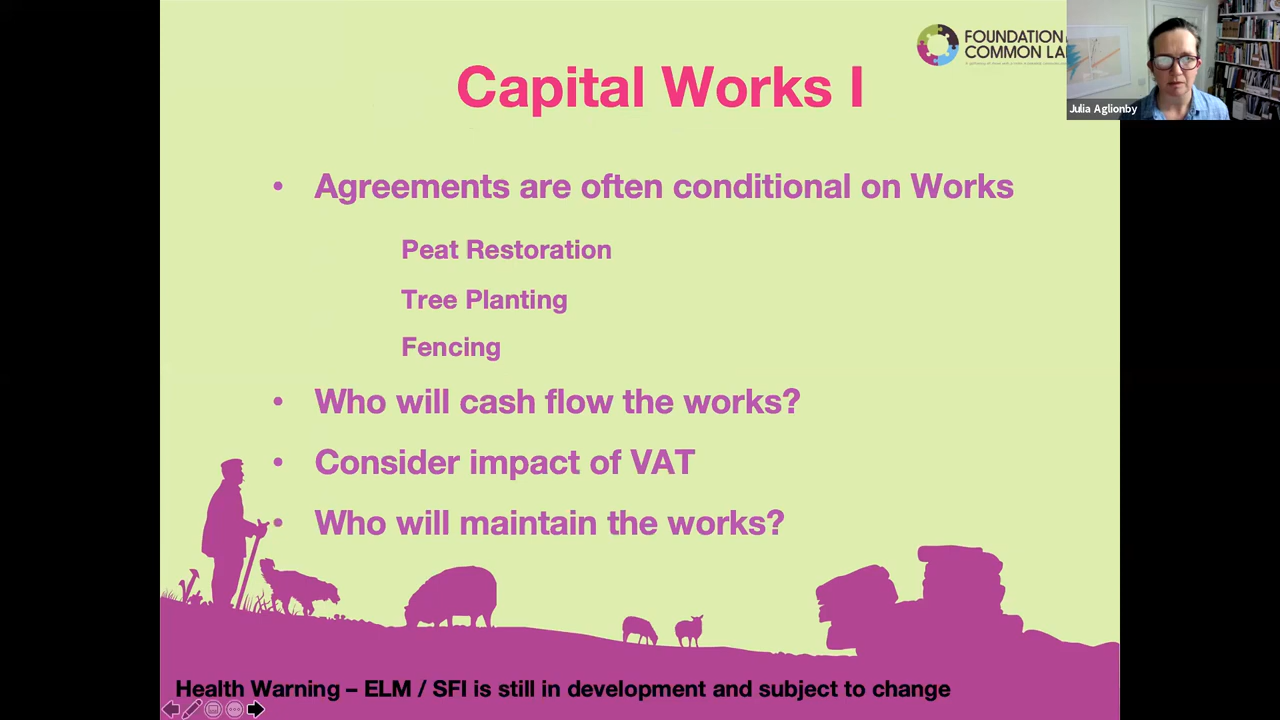 FOUNDATION
COMMON LA
Julia Aglionby
Capital Works I
• Agreements are often conditional on Works
Peat Restoration
Tree Planting
Fencing
• Who will cash flow the works?
• Consider impact of VAT
• Who will maintain the works?
Health Warning – ELM / SFI is still in development and subject to change